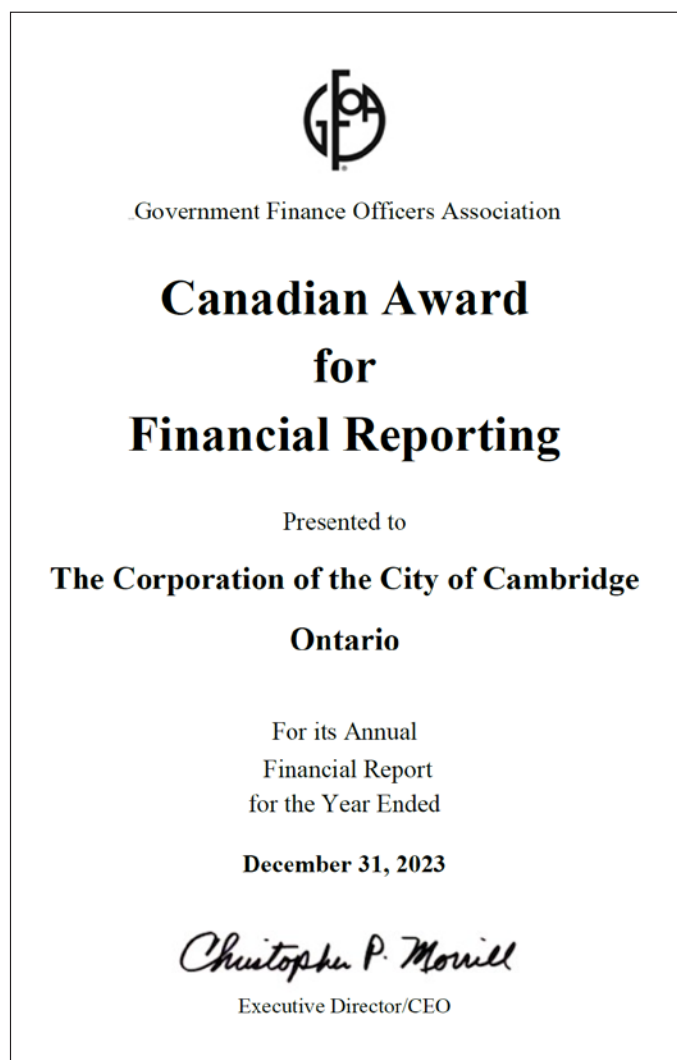 GFOA
Government Finance Officers Association
Canadian Award
for
Financial Reporting
Presented to
The Corporation of the City of Cambridge
Ontario
For its Annual
Financial Report
for the Year Ended
December 31, 2023
Christopher P. Morrill
Executive Director/CEO